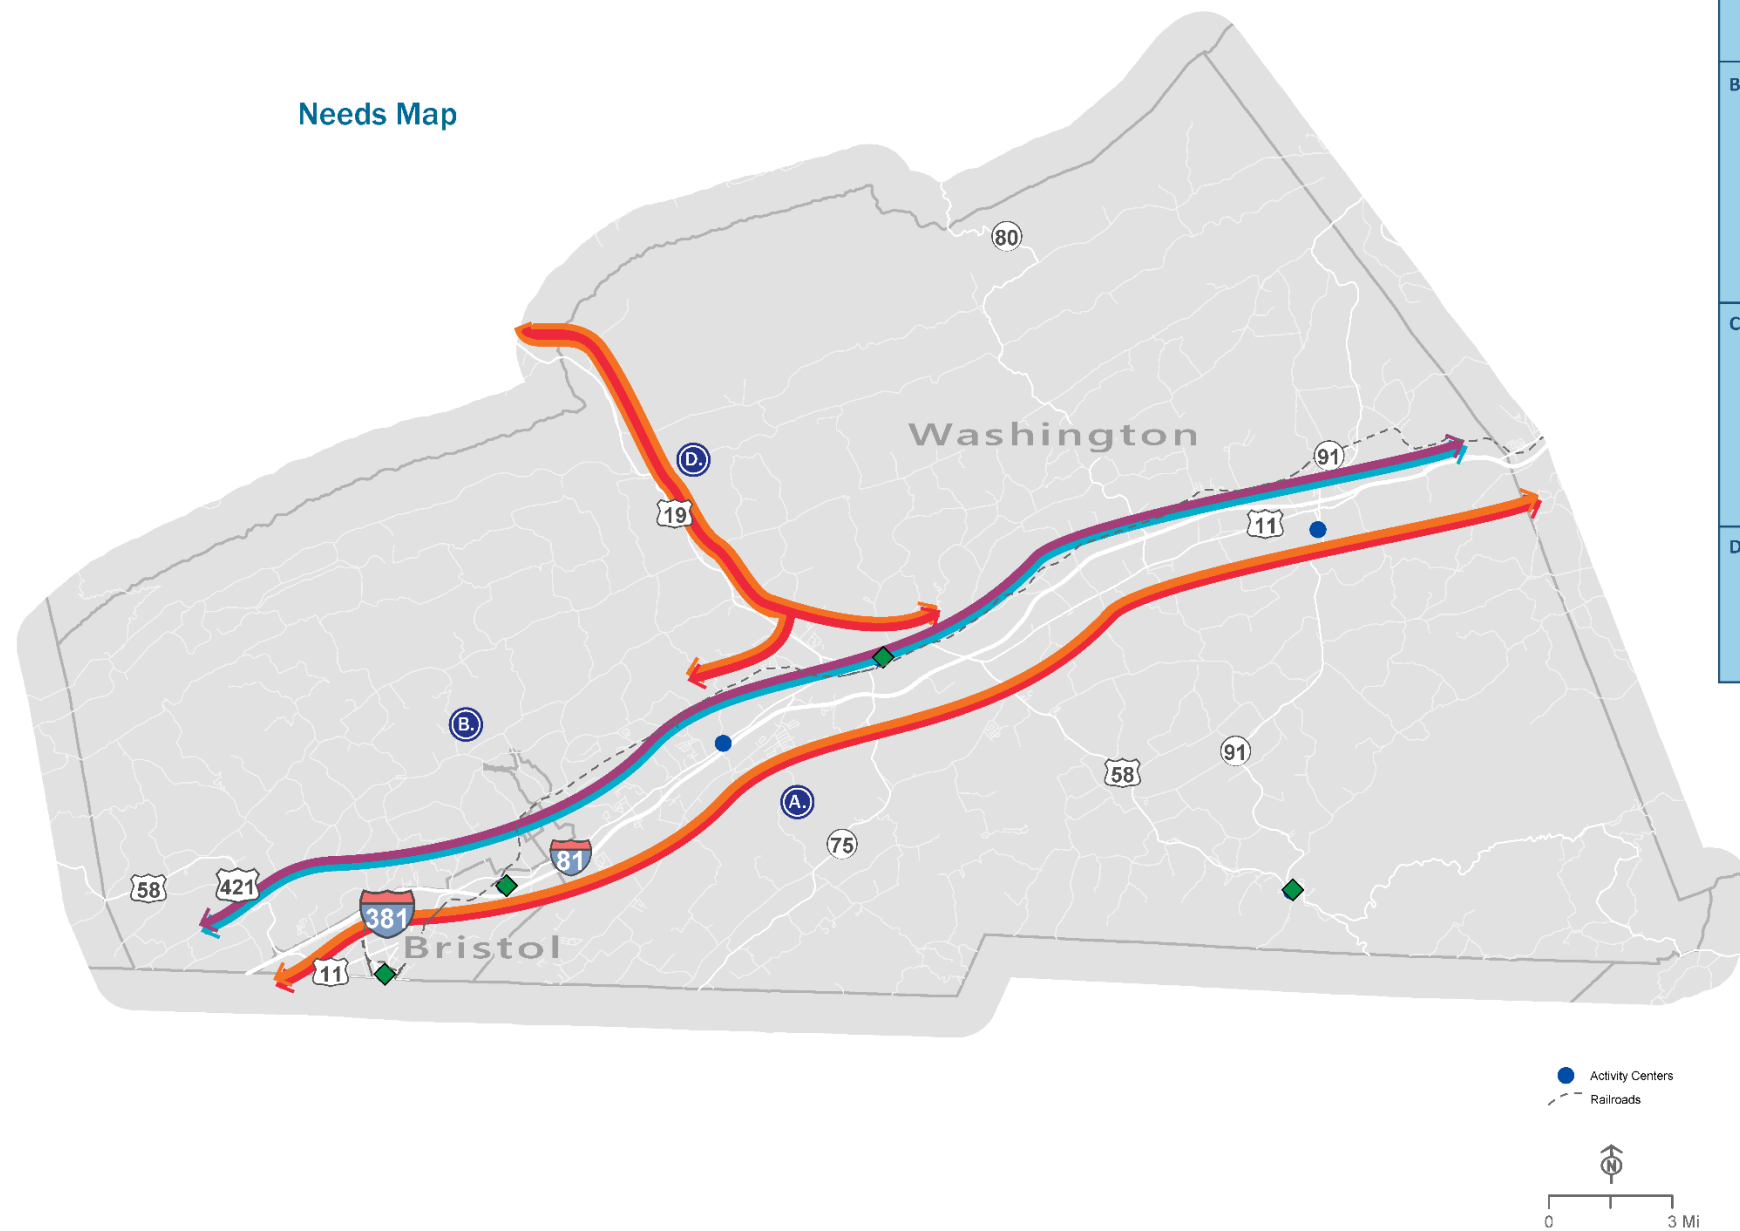 B
Needs Map
80
C
Washington
91
D.
19
11
D
B.
91
58
A.
75
81
58
421
381
Bristol
11
Activity Centers
Railroads
N
0 3 Mi